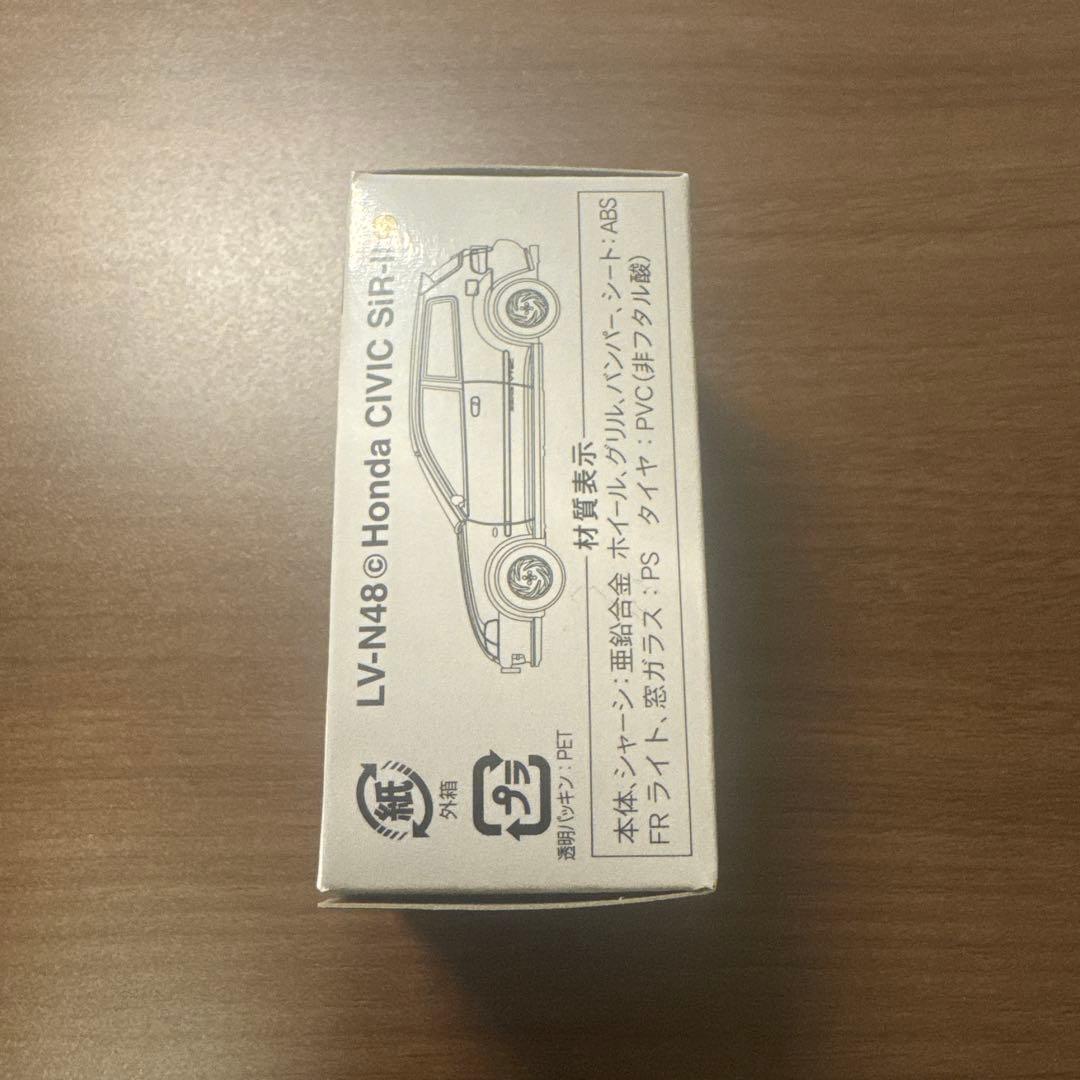 LV-N48©Honda CIVIC SiR-II
紙
外箱
プラ
透明パッキン：PET
材質表示
本体、シャーシ：亜鉛合金 ホイール、グリル、バンパー、シート：ABS
FRライト、窓ガラス：PS タイヤ：PVC（非フタル酸）